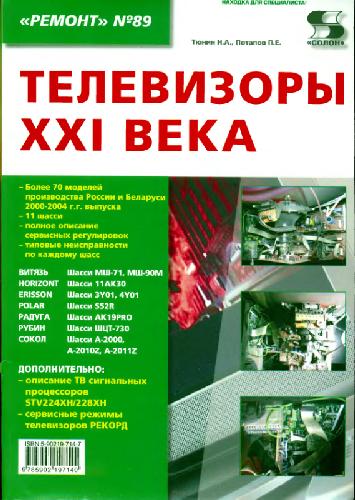 НАХОДКА ДЛЯ СПЕЦИАЛИСТА
«РЕМОНТ» №89
S
«СОЛОН»
Тюнин Н.А., Потапов П.Е.
ТЕЛЕВИЗОРЫ
XXI ВЕКА
– Более 70 моделей
производства России и Беларуси
2000-2004 г.г. выпуска
– 11 шасси
– полное описание
сервисных регулировок
– типовые неисправности
по каждому шасс
ВИТЯЗЬ Шасси МШ-71, МШ-90М
HORIZONT Шасси 11АК30
ERISSON Шасси 3Y01, 4Y01
POLAR Шасси S52R
РАДУГА Шасси AK19PRO
РУБИН Шасси ШЦТ-730
СОКОЛ Шасси А-2000,
А-2010Z, А-2011Z
ДОПОЛНИТЕЛЬНО:
– описание ТВ сигнальных
процессоров
STV224XH/228XH
– сервисные режимы
телевизоров РЕКОРД